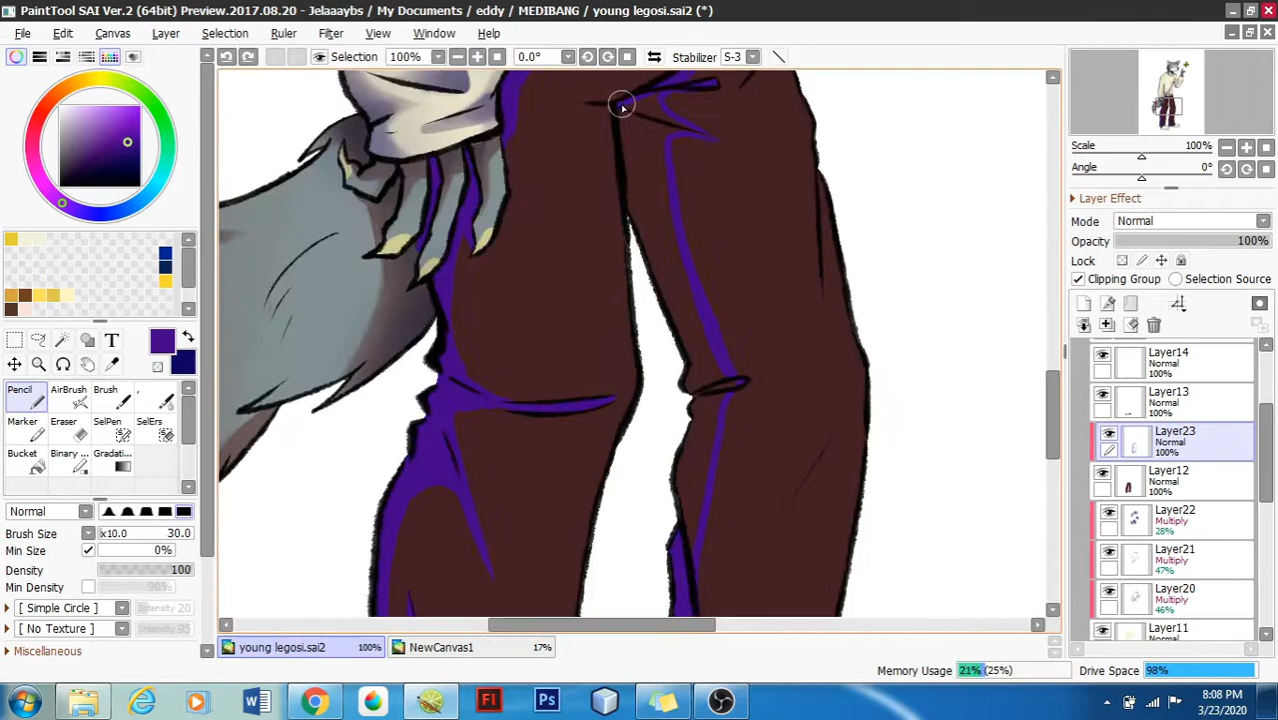 PaintTool SAI Ver.2 (64bit) Preview.2017.08.20 - Jelaaaybs / My Documents / eddy / MEDIBANG / young legosi.sai2 (*)
File Edit Canvas Layer Selection Ruler Filter View Window Help
Selection 100% 0.0° Stabilizer S-3
Scale 100%
Angle 0°
Layer Effect
Mode Normal
Opacity 100%
Lock
Clipping Group Selection Source
T
Pencil AirBrush Brush
Marker Eraser SelPen SelErs
Bucket Binary ... Gradati...
Normal
Brush Size x10.0 30.0
Min Size 0%
Density 100
Min Density
[ Simple Circle ] Intensity 20
[ No Texture ] Intensity 95
Miscellaneous
Layer14
Normal
100%
Layer13
Normal
100%
Layer23
Normal
100%
Layer12
Normal
100%
Layer22
Multiply
28%
Layer21
Multiply
47%
Layer20
Multiply
46%
Layer11
Normal
young legosi.sai2 100% NewCanvas1 17%
Memory Usage 21% (25%) Drive Space 98%
W Fl Ps
8:08 PM
3/23/2020